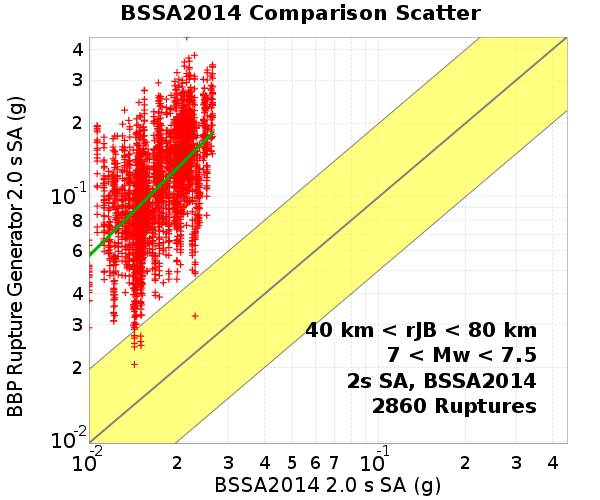 BSSA2014 Comparison Scatter
BBP Rupture Generator 2.0 s SA (g)
4
3
2
10^-1
8
6
4
3
2
10^-2
40 km < rJB < 80 km
7 < Mw < 7.5
2s SA, BSSA2014
2860 Ruptures
10^-2 2 3 4 5 6 7 10^-1 2 3 4
BSSA2014 2.0 s SA (g)